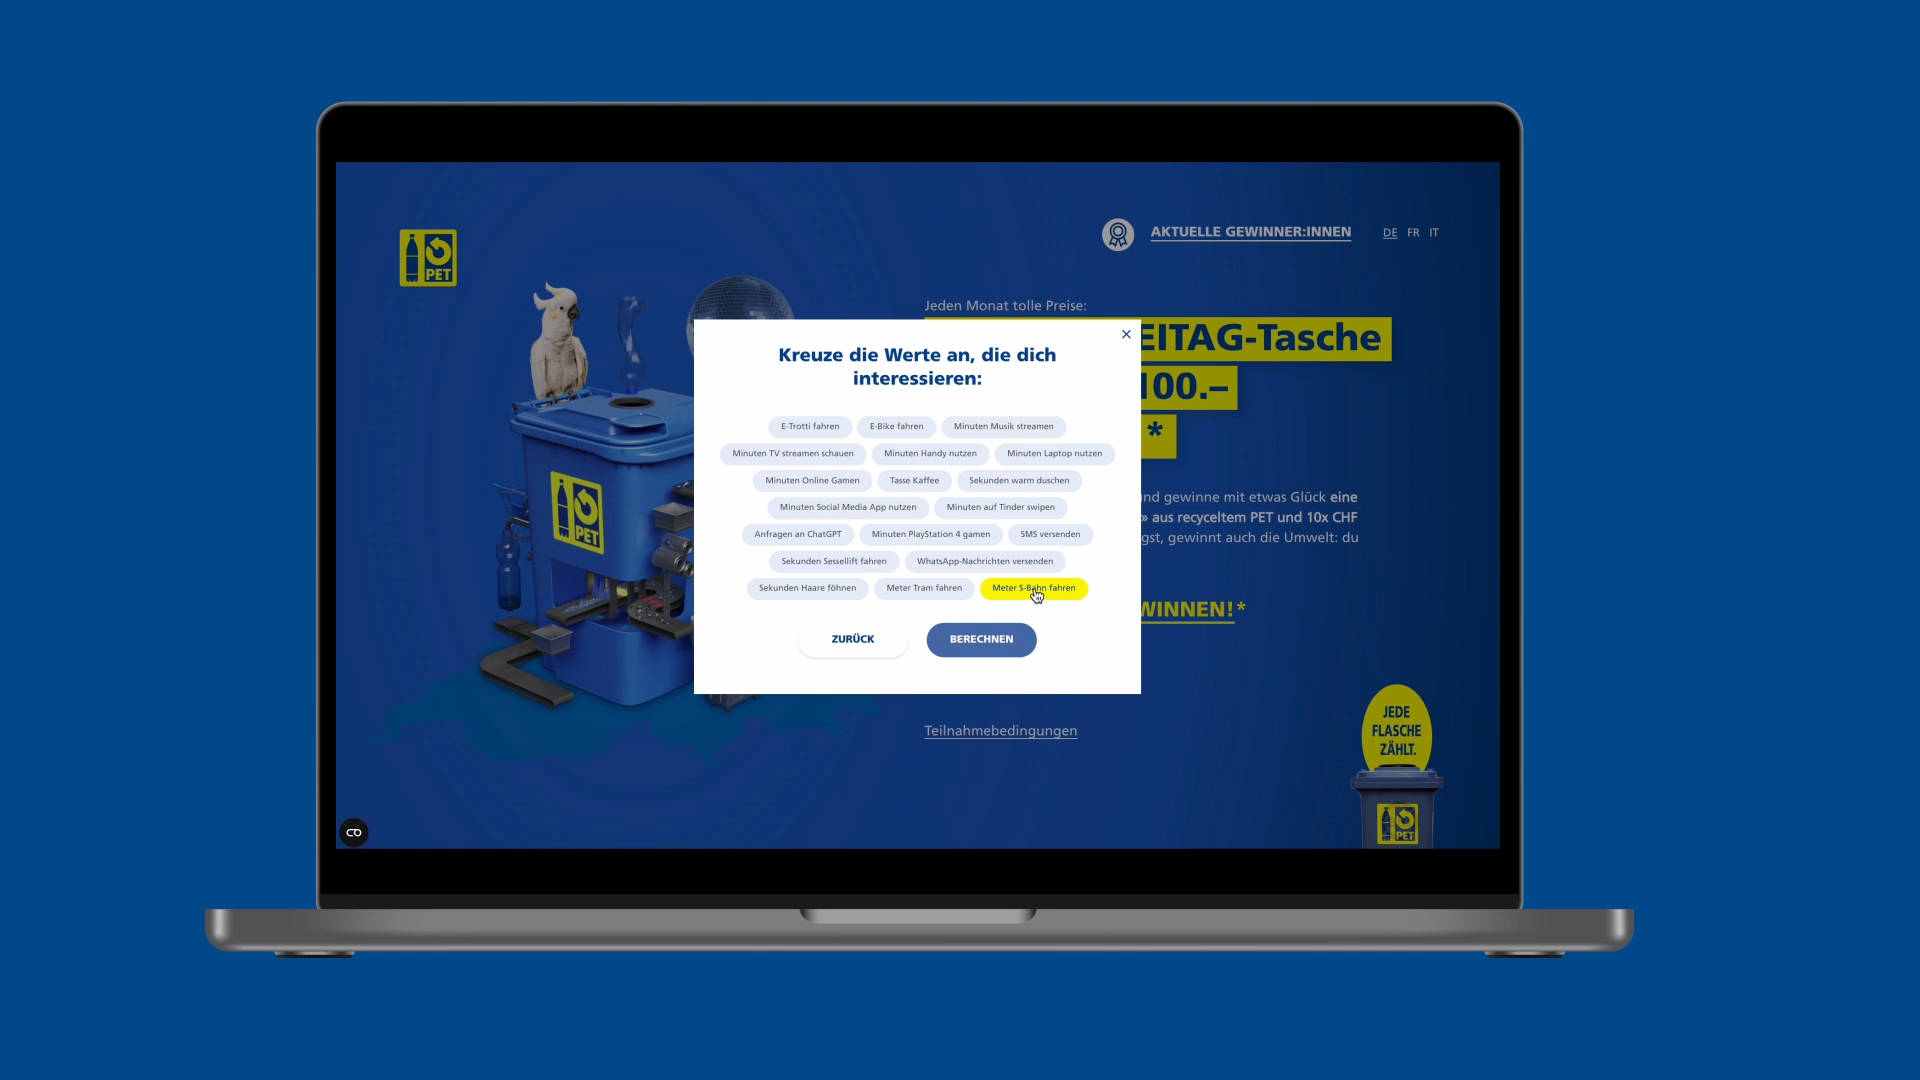 AKTUELLE GEWINNER:INNEN
DE FR IT
PET
Jeden Monat tolle Preise:
EITAG-Tasche
100.–
*
Kreuze die Werte an, die dich
interessieren:
E-Trotti fahren
E-Bike fahren
Minuten Musik streamen
Minuten TV streamen schauen
Minuten Handy nutzen
Minuten Laptop nutzen
Minuten Online Gamen
Tasse Kaffee
Sekunden warm duschen
Minuten Social Media App nutzen
Minuten auf Tinder swipen
Anfragen an ChatGPT
Minuten PlayStation 4 gamen
SMS versenden
Sekunden Sessellift fahren
WhatsApp-Nachrichten versenden
Sekunden Haare föhnen
Meter Tram fahren
Meter S-Bahn fahren
ZURÜCK
BERECHNEN
und gewinne mit etwas Glück eine
» aus recyceltem PET und 10x CHF
gst, gewinnt auch die Umwelt: du
WINNEN!*
PET
Teilnahmebedingungen
JEDE
FLASCHE
ZÄHLT.
PET